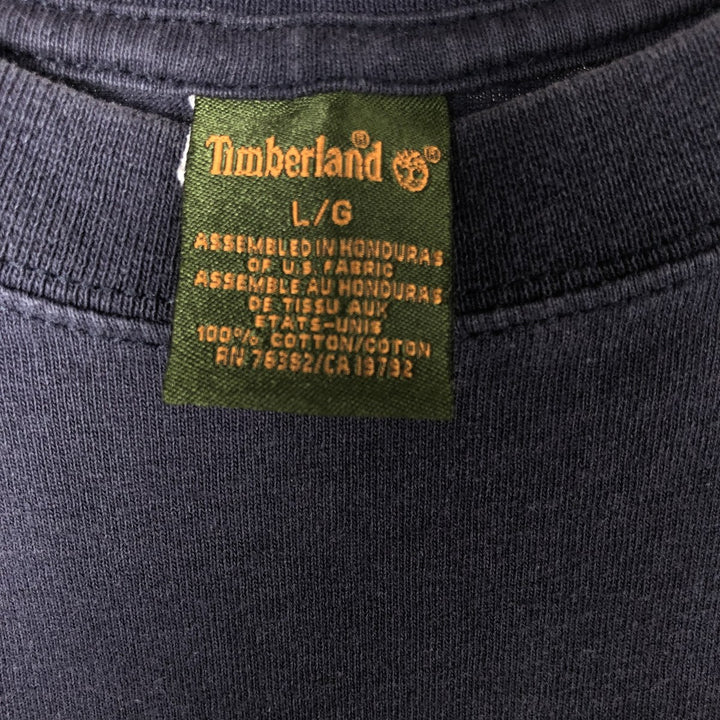 Timberland®
L/G
ASSEMBLED IN HONDURAS
OF U.S. FABRIC
ASSEMBLE AU HONDURAS
DE TISSU AUX
ETATS-UNIS
100% COTTON/COTON
RN 76392/CA 19792